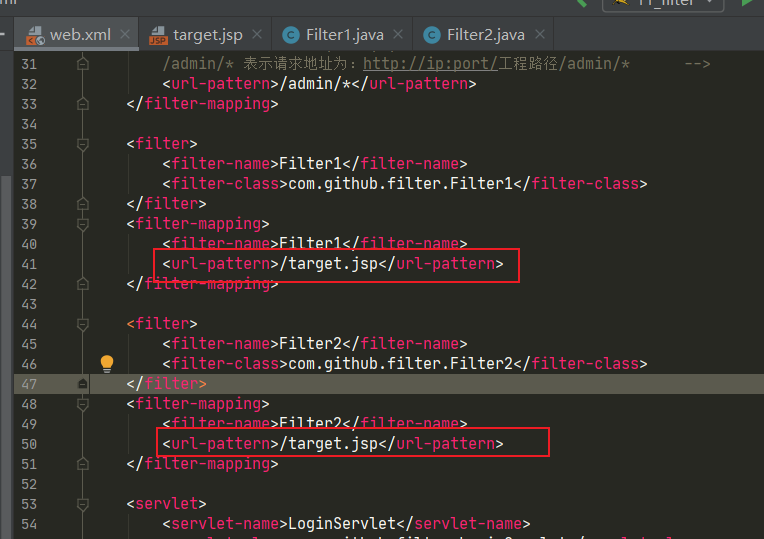 11_filter
web.xml target.jsp Filter1.java Filter2.java
31 /admin/* 表示请求地址为：http://ip:port/工程路径/admin/* -->
32 <url-pattern>/admin/*</url-pattern>
33 </filter-mapping>
34
35 <filter>
36 <filter-name>Filter1</filter-name>
37 <filter-class>com.github.filter.Filter1</filter-class>
38 </filter>
39 <filter-mapping>
40 <filter-name>Filter1</filter-name>
41 <url-pattern>/target.jsp</url-pattern>
42 </filter-mapping>
43
44 <filter>
45 <filter-name>Filter2</filter-name>
46 <filter-class>com.github.filter.Filter2</filter-class>
47 </filter>
48 <filter-mapping>
49 <filter-name>Filter2</filter-name>
50 <url-pattern>/target.jsp</url-pattern>
51 </filter-mapping>
52
53 <servlet>
54 <servlet-name>LoginServlet</servlet-name>